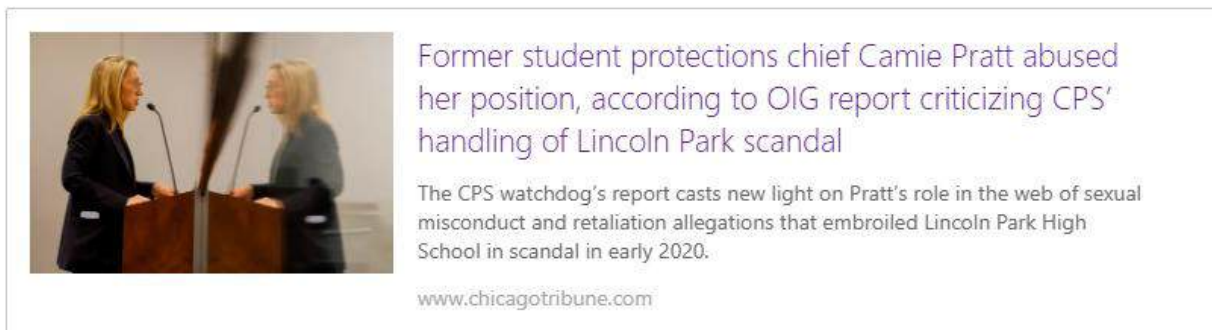 Former student protections chief Camie Pratt abused
her position, according to OIG report criticizing CPS’
handling of Lincoln Park scandal
The CPS watchdog’s report casts new light on Pratt’s role in the web of sexual
misconduct and retaliation allegations that embroiled Lincoln Park High
School in scandal in early 2020.
www.chicagotribune.com